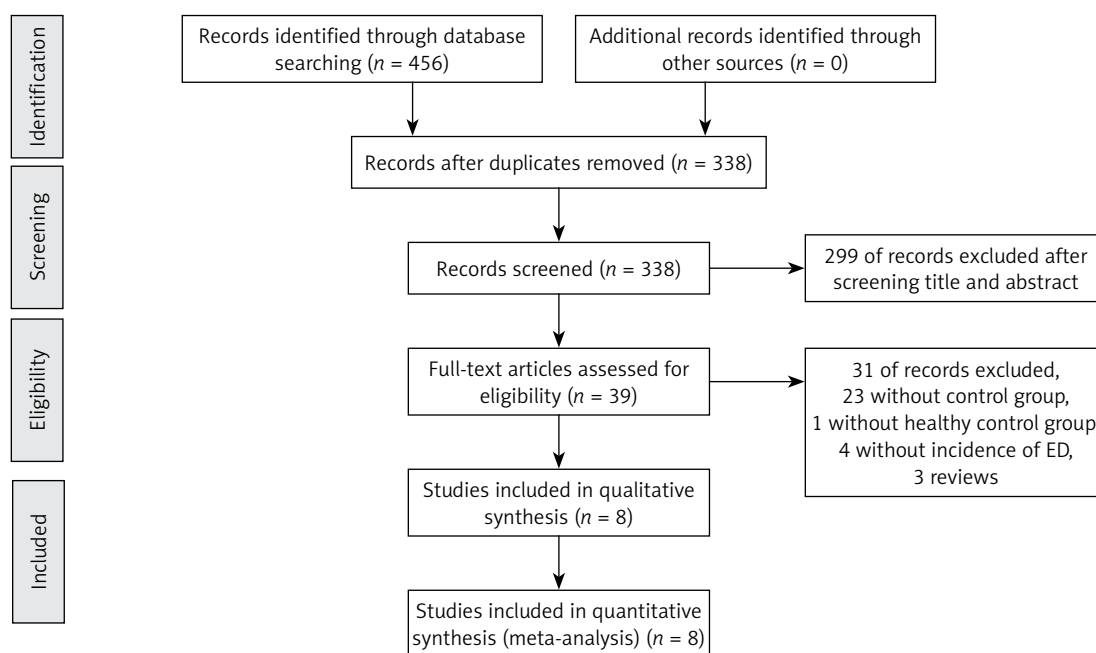 Identification
Records identified through database
searching (n = 456)
Additional records identified through
other sources (n = 0)
Records after duplicates removed (n = 338)
Screening
Records screened (n = 338)
299 of records excluded after
screening title and abstract
Eligibility
Full-text articles assessed for
eligibility (n = 39)
31 of records excluded,
23 without control group,
1 without healthy control group
4 without incidence of ED,
3 reviews
Included
Studies included in qualitative
synthesis (n = 8)
Studies included in quantitative
synthesis (meta-analysis) (n = 8)